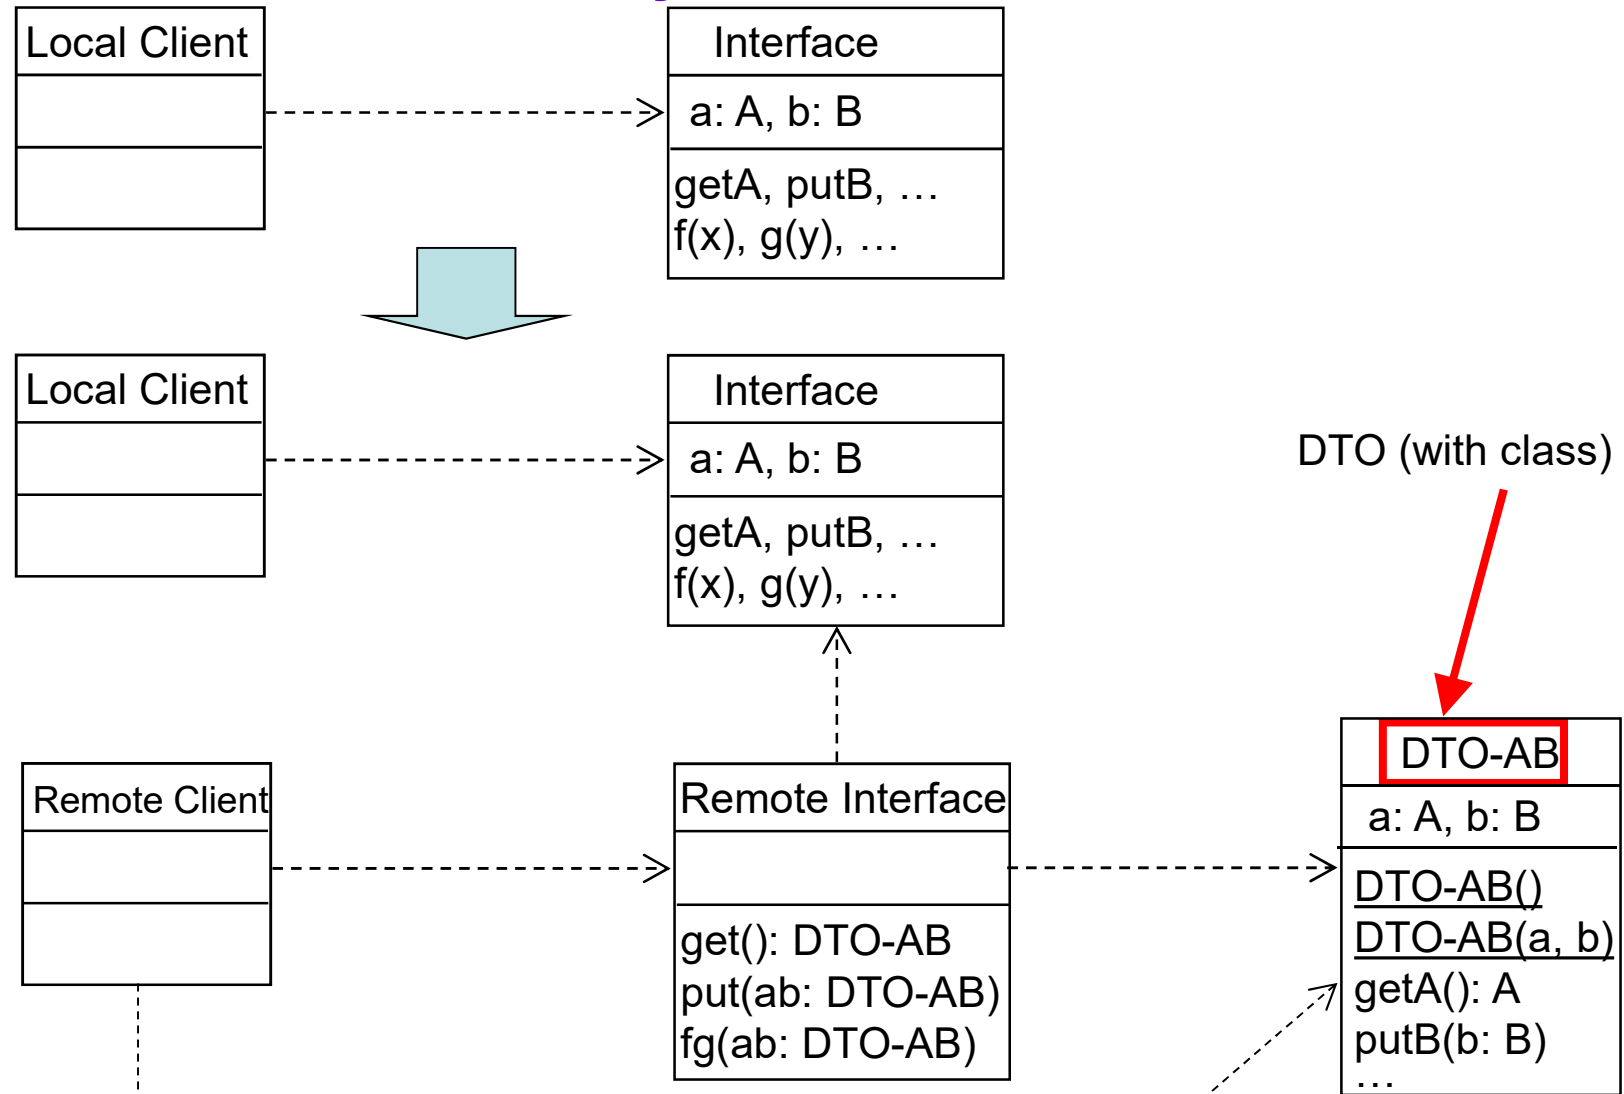 Local Client
Interface
a: A, b: B
getA, putB, …
f(x), g(y), …
Local Client
Interface
a: A, b: B
getA, putB, …
f(x), g(y), …
DTO (with class)
Remote Client
Remote Interface
get(): DTO-AB
put(ab: DTO-AB)
fg(ab: DTO-AB)
DTO-AB
a: A, b: B
DTO-AB()
DTO-AB(a, b)
getA(): A
putB(b: B)
…